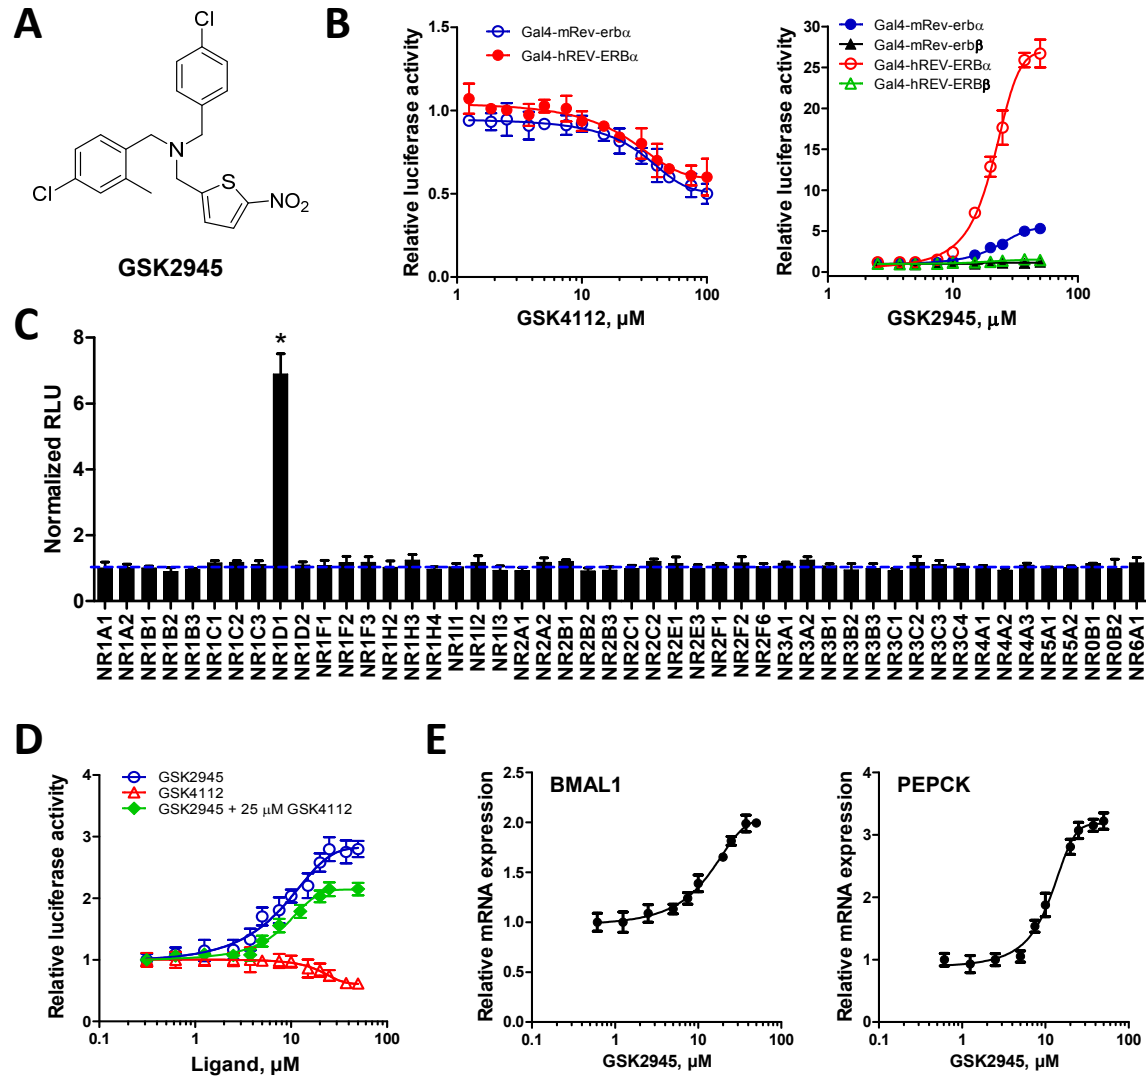 A
Cl
N
Cl
S
NO2
GSK2945
B
Relative luciferase activity
1.5
1.0
0.5
0.0
Gal4-mRev-erbα
Gal4-hREV-ERBα
1 10 100
GSK4112, µM
Relative luciferase activity
30
25
20
15
10
5
0
Gal4-mRev-erbα
Gal4-mRev-erbβ
Gal4-hREV-ERBα
Gal4-hREV-ERBβ
1 10 100
GSK2945, µM
C
Normalized RLU
8
6
4
2
0
*
NR1A1
NR1A2
NR1B1
NR1B2
NR1B3
NR1C1
NR1C2
NR1C3
NR1D1
NR1D2
NR1F1
NR1F2
NR1F3
NR1H2
NR1H3
NR1H4
NR1I1
NR1I2
NR1I3
NR2A1
NR2A2
NR2B1
NR2B2
NR2B3
NR2C1
NR2C2
NR2E1
NR2E3
NR2F1
NR2F2
NR2F6
NR3A1
NR3A2
NR3B1
NR3B2
NR3B3
NR3C1
NR3C2
NR3C3
NR3C4
NR4A1
NR4A2
NR4A3
NR5A1
NR5A2
NR0B1
NR0B2
NR6A1
D
Relative luciferase activity
4
3
2
1
0
GSK2945
GSK4112
GSK2945 + 25 µM GSK4112
0.1 1 10 100
Ligand, µM
E
Relative mRNA expression
2.5
2.0
1.5
1.0
0.5
0.0
BMAL1
0.1 1 10 100
GSK2945, µM
Relative mRNA expression
4
3
2
1
0
PEPCK
0.1 1 10 100
GSK2945, µM